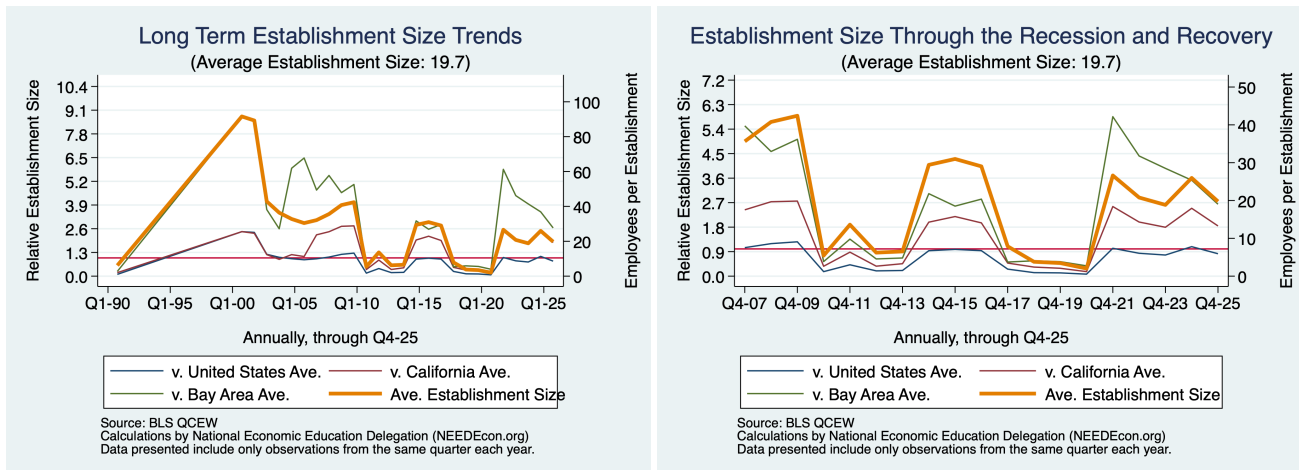 Long Term Establishment Size Trends
(Average Establishment Size: 19.7)
Relative Establishment Size
10.4
9.1
7.8
6.5
5.2
3.9
2.6
1.3
0.0
100
80
60
40
20
0
Employees per Establishment
Q1-90 Q1-95 Q1-00 Q1-05 Q1-10 Q1-15 Q1-20 Q1-25
Annually, through Q4-25
v. United States Ave. v. California Ave.
v. Bay Area Ave. Ave. Establishment Size
Source: BLS QCEW
Calculations by National Economic Education Delegation (NEEDEcon.org)
Data presented include only observations from the same quarter each year.
Establishment Size Through the Recession and Recovery
(Average Establishment Size: 19.7)
Relative Establishment Size
7.2
6.3
5.4
4.5
3.6
2.7
1.8
0.9
0.0
50
40
30
20
10
0
Employees per Establishment
Q4-07 Q4-09 Q4-11 Q4-13 Q4-15 Q4-17 Q4-19 Q4-21 Q4-23 Q4-25
Annually, through Q4-25
v. United States Ave. v. California Ave.
v. Bay Area Ave. Ave. Establishment Size
Source: BLS QCEW
Calculations by National Economic Education Delegation (NEEDEcon.org)
Data presented include only observations from the same quarter each year.